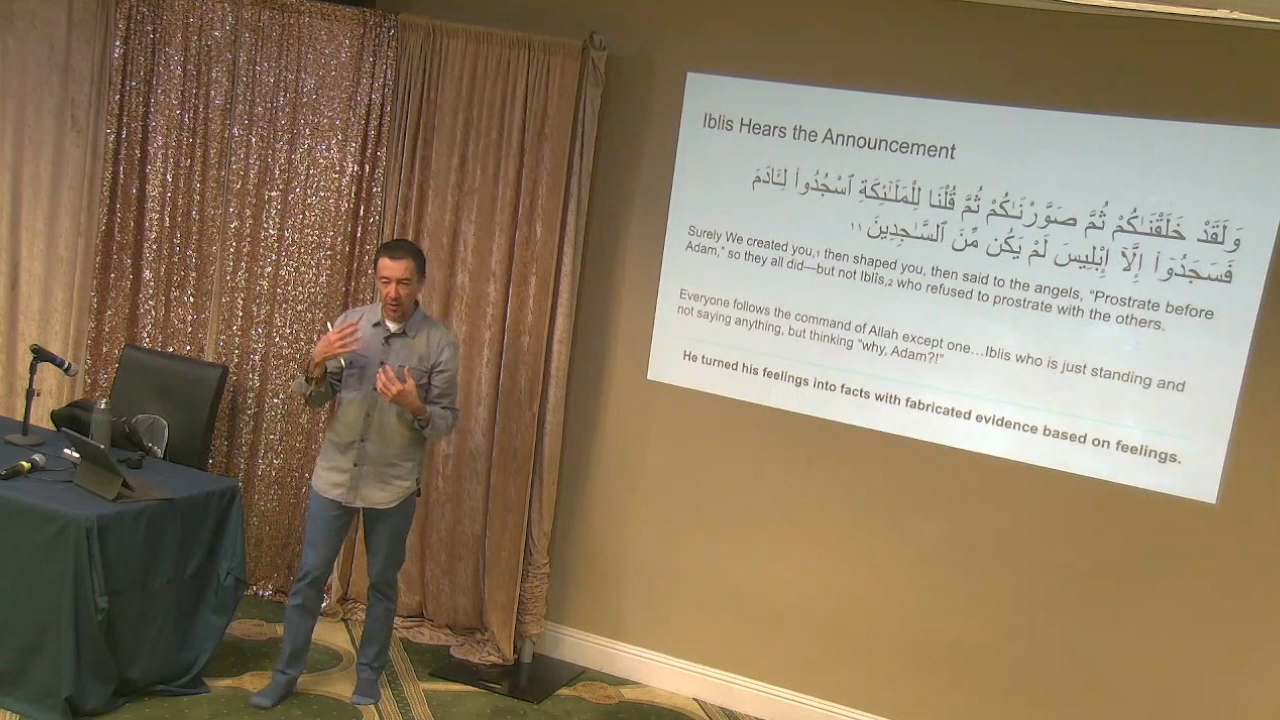 Iblis Hears the Announcement
وَلَقَدْ خَلَقْنَـٰكُمْ ثُمَّ صَوَّرْنَـٰكُمْ ثُمَّ قُلْنَا لِلْمَلَـٰٓئِكَةِ ٱسْجُدُوا۟ لِـَٔادَمَ
فَسَجَدُوٓا۟ إِلَّآ إِبْلِيسَ لَمْ يَكُن مِّنَ ٱلسَّـٰجِدِينَ ١١
Surely We created you,1 then shaped you, then said to the angels, “Prostrate before
Adam,” so they all did—but not Iblîs,2 who refused to prostrate with the others.
Everyone follows the command of Allah except one…Iblis who is just standing and
not saying anything, but thinking “why, Adam?!”
He turned his feelings into facts with fabricated evidence based on feelings.